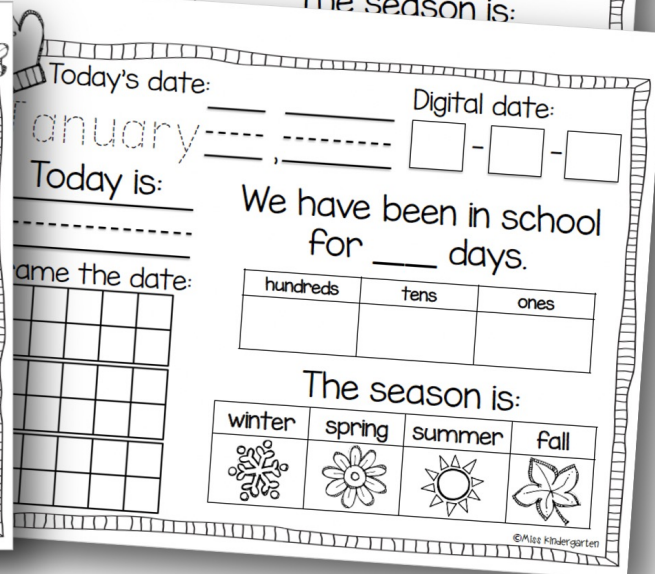 The season is:
Today's date:
January
,
Digital date:
- -
Today is:
We have been in school
for ___ days.
ame the date:
hundreds tens ones
The season is:
winter spring summer fall
©Miss Kindergarten